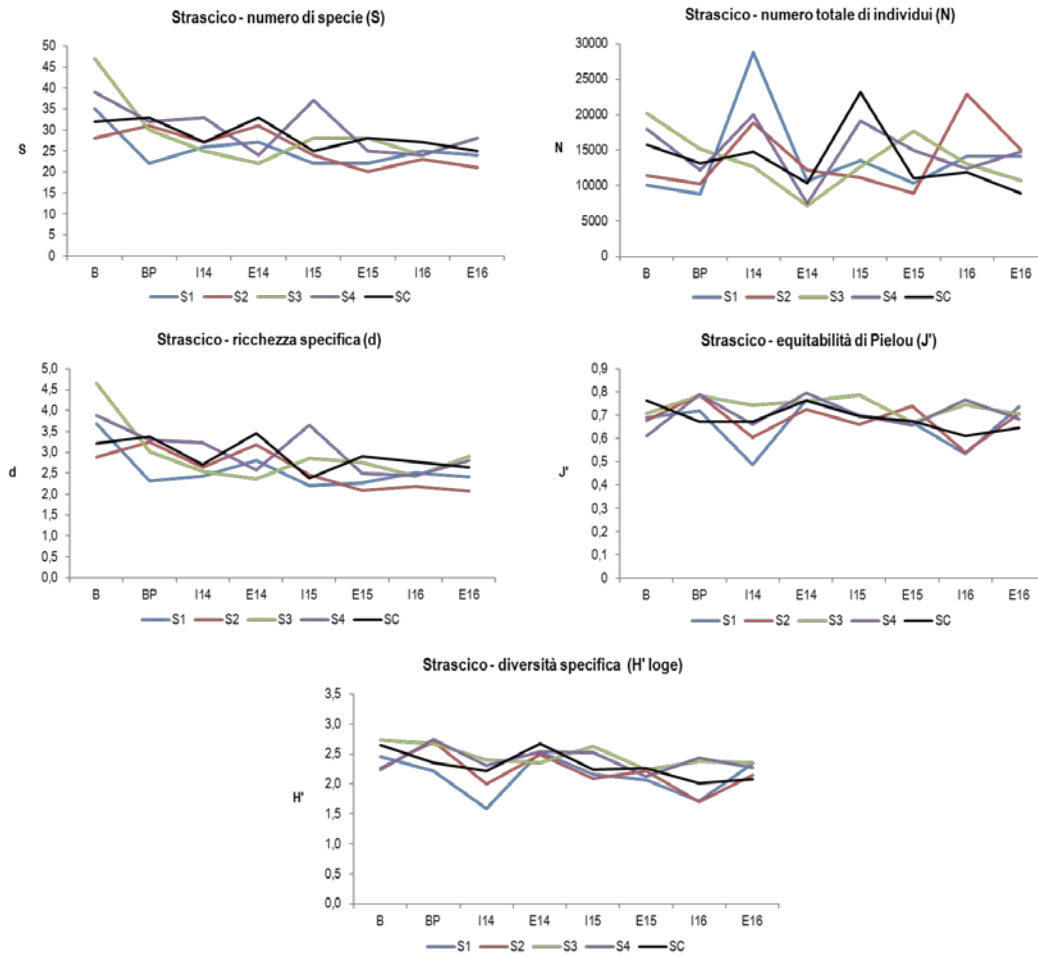 Strascico - numero di specie (S)
50
45
40
35
30
25
20
15
10
5
0
S
B BP I14 E14 I15 E15 I16 E16
S1 S2 S3 S4 SC
Strascico - numero totale di individui (N)
30000
25000
20000
15000
10000
5000
0
N
B BP I14 E14 I15 E15 I16 E16
S1 S2 S3 S4 SC
Strascico - ricchezza specifica (d)
5,0
4,5
4,0
3,5
3,0
2,5
2,0
1,5
1,0
0,5
0,0
d
B BP I14 E14 I15 E15 I16 E16
S1 S2 S3 S4 SC
Strascico - equitabilità di Pielou (J')
0,9
0,8
0,7
0,6
0,5
0,4
0,3
0,2
0,1
0
J'
B BP I14 E14 I15 E15 I16 E16
S1 S2 S3 S4 SC
Strascico - diversità specifica (H' loge)
3,5
3,0
2,5
2,0
1,5
1,0
0,5
0,0
H'
B BP I14 E14 I15 E15 I16 E16
S1 S2 S3 S4 SC